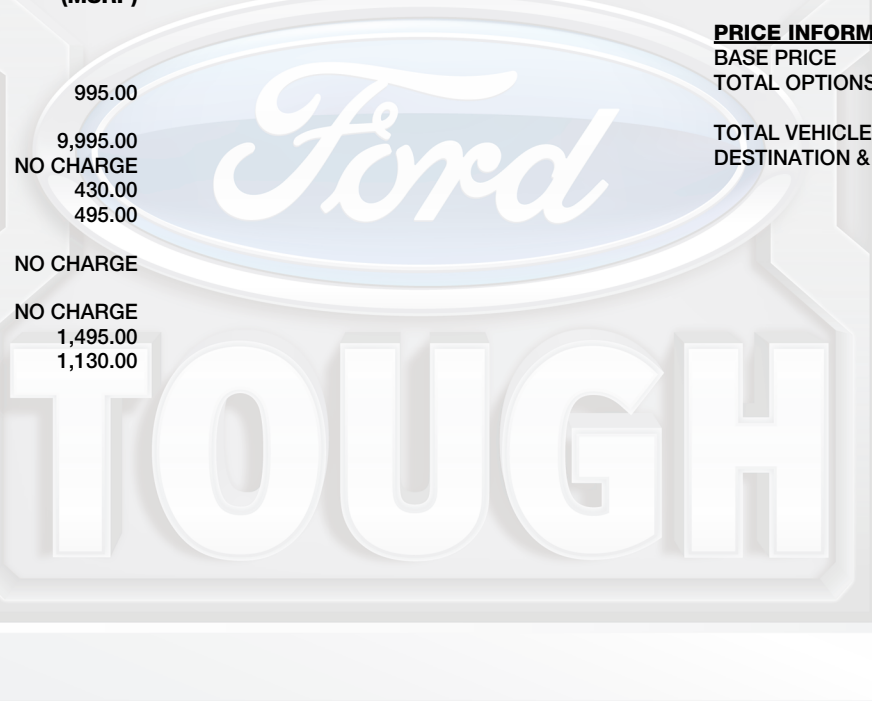 (MSRP)
995.00
9,995.00
NO CHARGE
430.00
495.00
NO CHARGE
NO CHARGE
1,495.00
1,130.00
PRICE INFORM
BASE PRICE
TOTAL OPTIONS
TOTAL VEHICLE
DESTINATION &
Ford
TOUGH